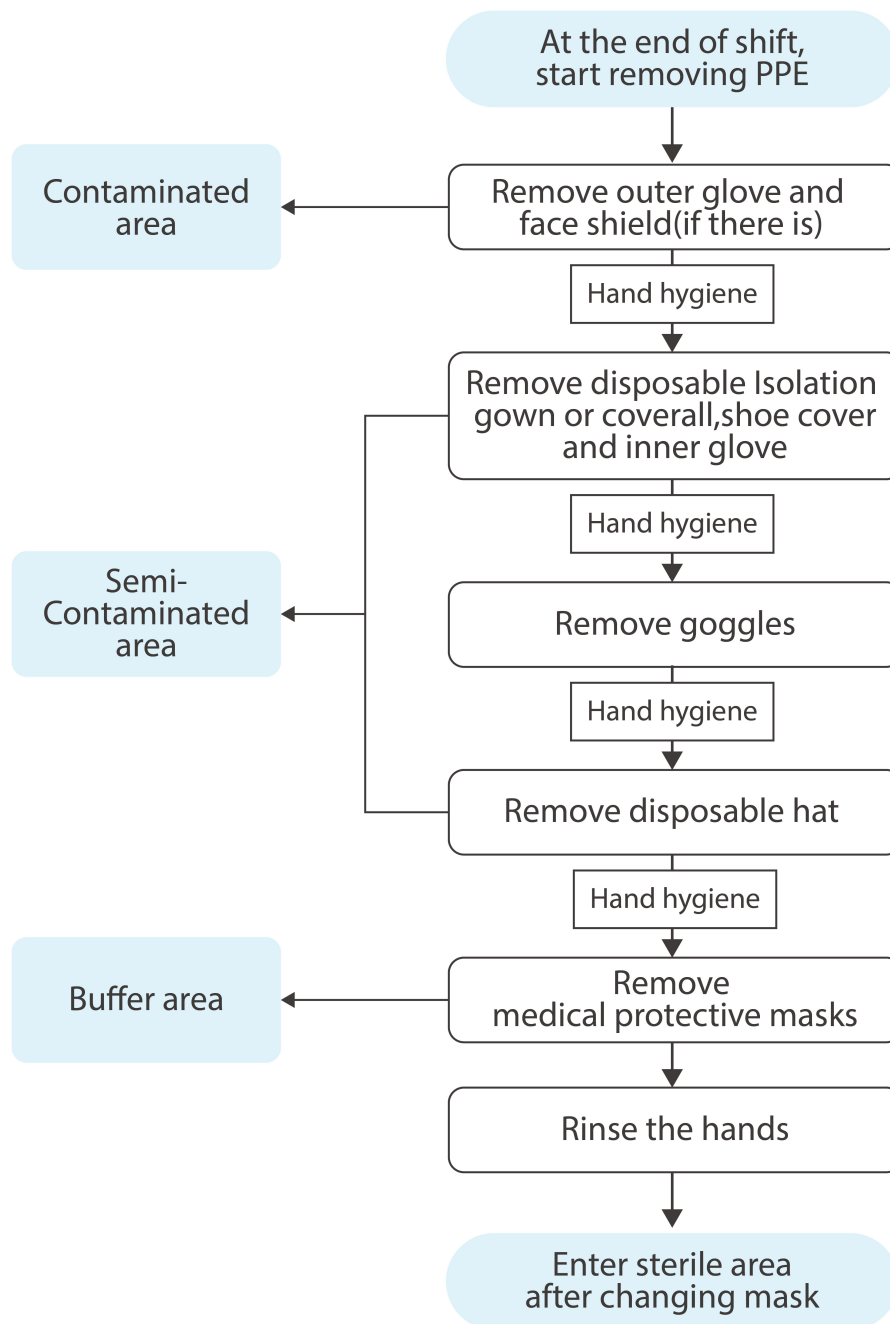 At the end of shift,
start removing PPE
Contaminated
area
Remove outer glove and
face shield(if there is)
Hand hygiene
Remove disposable Isolation
gown or coverall,shoe cover
and inner glove
Hand hygiene
Semi-
Contaminated
area
Remove goggles
Hand hygiene
Remove disposable hat
Hand hygiene
Buffer area
Remove
medical protective masks
Rinse the hands
Enter sterile area
after changing mask